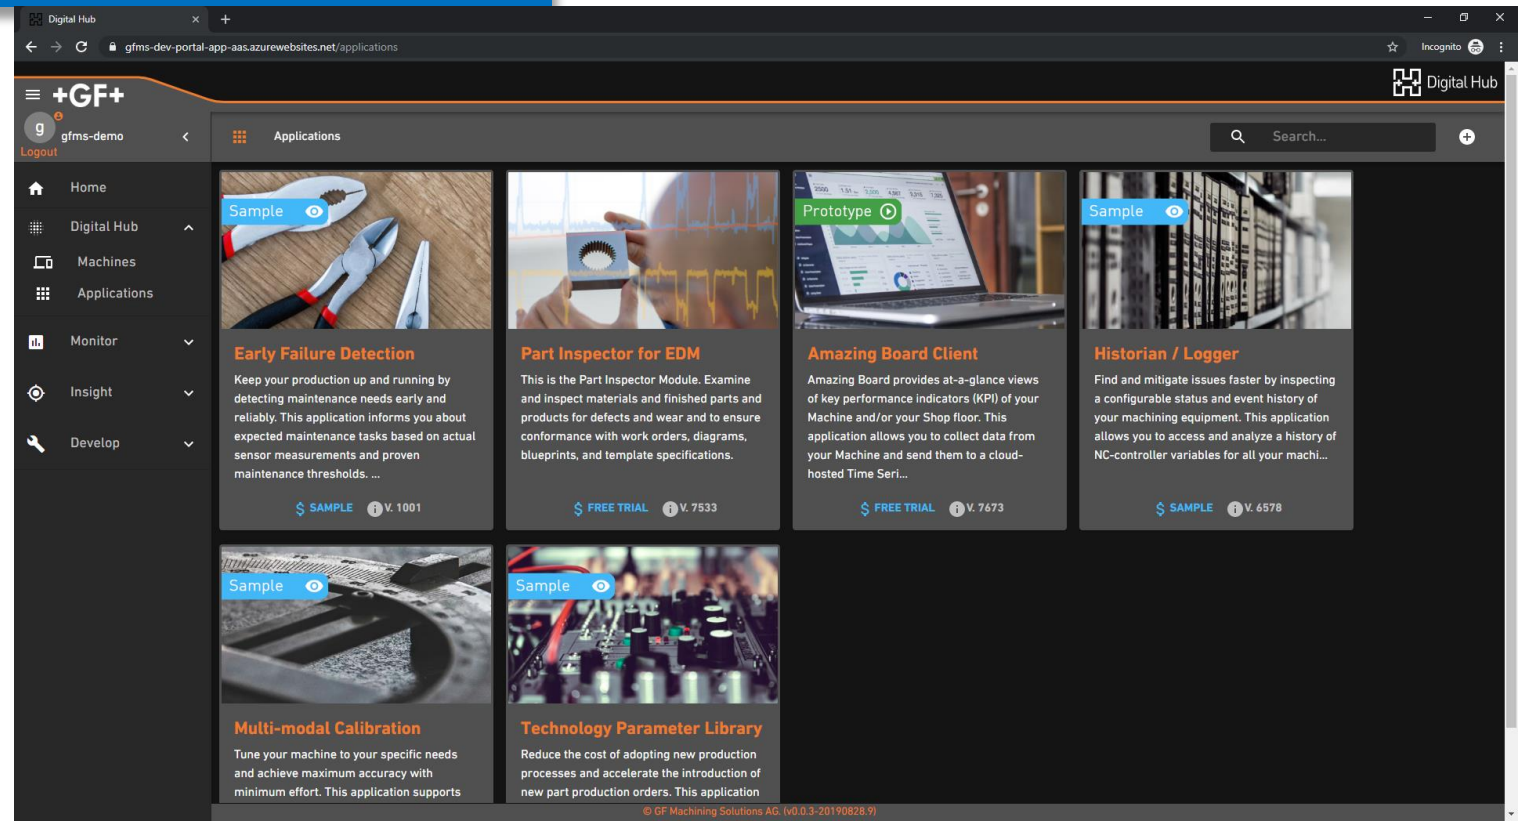 Digital Hub
gfms-dev-portal-app-aas.azurewebsites.net/applications
Incognito
+GF+
Digital Hub
g
gfms-demo
Logout
Applications
Search...
Home
Digital Hub
Machines
Applications
Monitor
Insight
Develop
Sample
Early Failure Detection
Keep your production up and running by
detecting maintenance needs early and
reliably. This application informs you about
expected maintenance tasks based on actual
sensor measurements and proven
maintenance thresholds. ...
$ SAMPLE i V. 1001
Part Inspector for EDM
This is the Part Inspector Module. Examine
and inspect materials and finished parts and
products for defects and wear and to ensure
conformance with work orders, diagrams,
blueprints, and template specifications.
$ FREE TRIAL i V. 7533
Prototype
Amazing Board Client
Amazing Board provides at-a-glance views
of key performance indicators (KPI) of your
Machine and/or your Shop floor. This
application allows you to collect data from
your Machine and send them to a cloud-
hosted Time Seri...
$ FREE TRIAL i V. 7673
Sample
Historian / Logger
Find and mitigate issues faster by inspecting
a configurable status and event history of
your machining equipment. This application
allows you to access and analyze a history of
NC-controller variables for all your machi...
$ SAMPLE i V. 6578
Sample
Multi-modal Calibration
Tune your machine to your specific needs
and achieve maximum accuracy with
minimum effort. This application supports
Sample
Technology Parameter Library
Reduce the cost of adopting new production
processes and accelerate the introduction of
new part production orders. This application
© GF Machining Solutions AG. (v0.0.3-20190828.9)